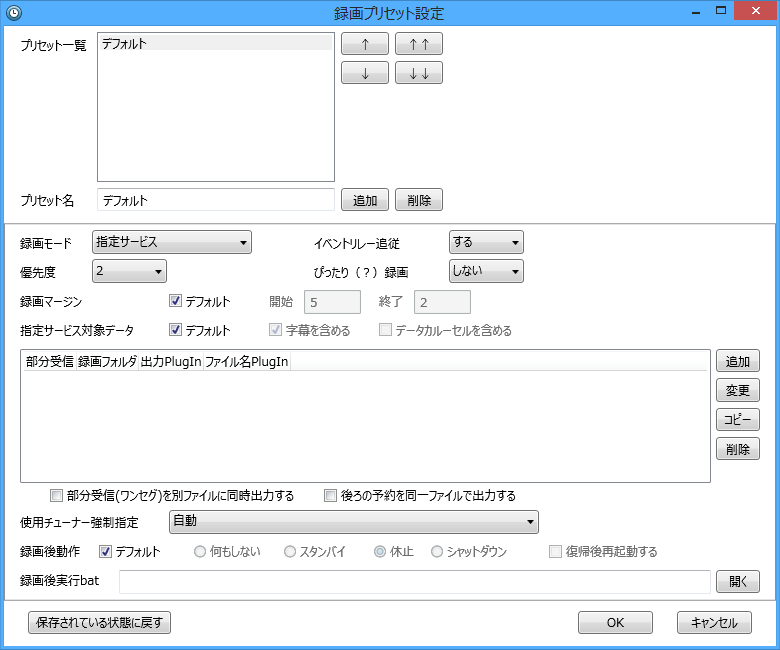 録画プリセット設定
プリセット一覧 デフォルト ↑ ↑↑
↓ ↓↓
プリセット名 デフォルト 追加 削除
録画モード 指定サービス イベントリレー追従 する
優先度 2 ぴったり（？）録画 しない
録画マージン デフォルト 開始 5 終了 2
指定サービス対象データ デフォルト 字幕を含める データカルーセルを含める
部分受信 録画フォルダ 出力PlugIn ファイル名PlugIn 追加
変更
コピー
削除
部分受信(ワンセグ)を別ファイルに同時出力する 後ろの予約を同一ファイルで出力する
使用チューナー強制指定 自動
録画後動作 デフォルト 何もしない スタンバイ 休止 シャットダウン 復帰後再起動する
録画後実行bat 開く
保存されている状態に戻す OK キャンセル